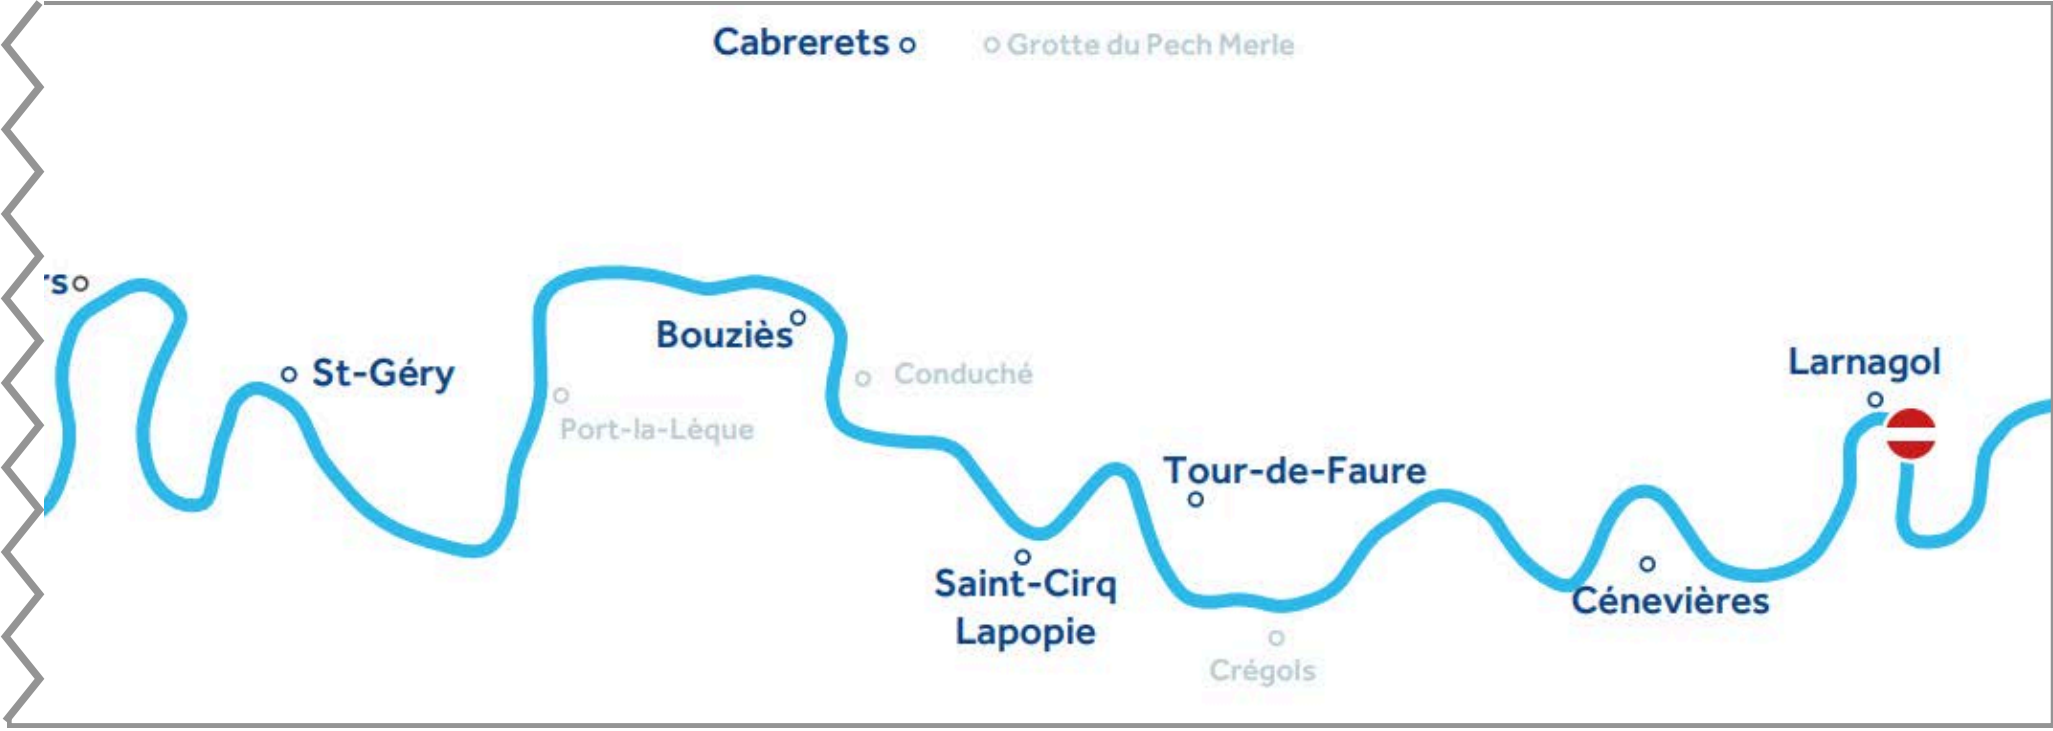 Cabrerets
Grotte du Pech Merle
rs
St-Géry
Bouziès
Port-la-Lèque
Conduché
Larnagol
Tour-de-Faure
Saint-Cirq
Lapopie
Cénevières
Crégols